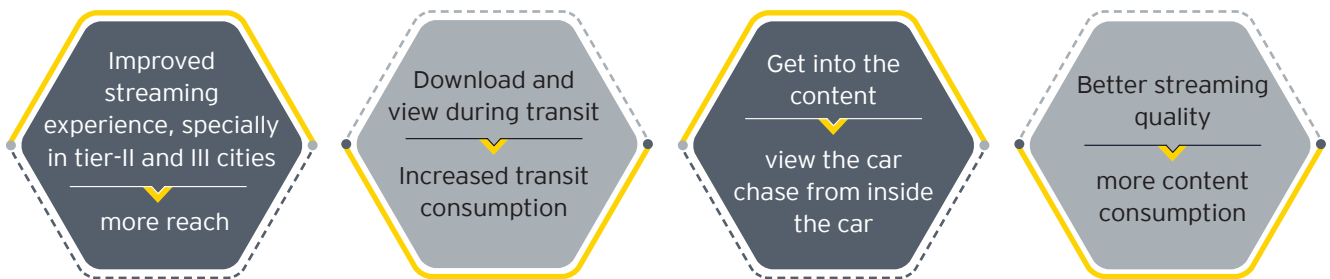 Improved
streaming
experience, specially
in tier-II and III cities
more reach
Download and
view during transit
Increased transit
consumption
Get into the
content
view the car
chase from inside
the car
Better streaming
quality
more content
consumption